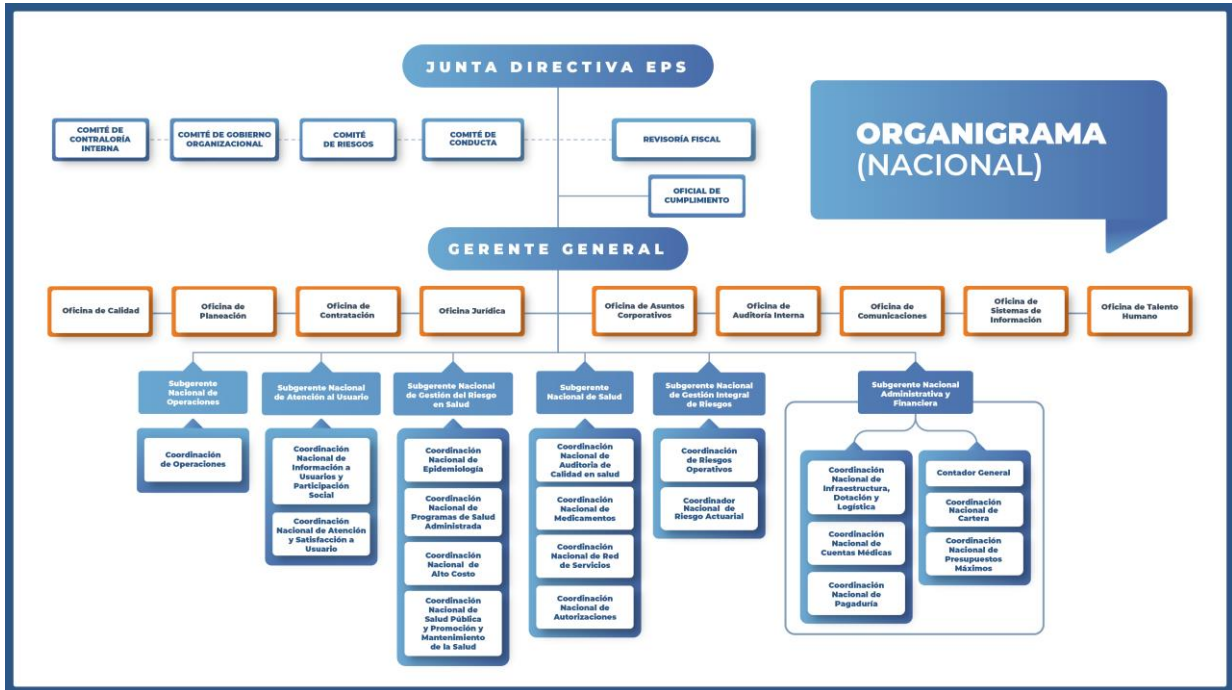 JUNTA DIRECTIVA EPS
ORGANIGRAMA
(NACIONAL)
COMITÉ DE
CONTRALORÍA
INTERNA
COMITÉ DE GOBIERNO
ORGANIZACIONAL
COMITÉ
DE RIESGOS
COMITÉ DE
CONDUCTA
REVISORÍA FISCAL
OFICIAL DE
CUMPLIMIENTO
GERENTE GENERAL
Oficina de Calidad
Oficina de
Planeación
Oficina de
Contratación
Oficina Jurídica
Oficina de Asuntos
Corporativos
Oficina de
Auditoría Interna
Oficina de
Comunicaciones
Oficina de
Sistemas de
Información
Oficina de Talento
Humano
Subgerente
Nacional de
Operaciones
Coordinación
de Operaciones
Subgerente Nacional
de Atención al Usuario
Coordinación
Nacional de
Información a
Usuarios y
Participación
Social
Coordinación
Nacional de Atención
y Satisfacción a
Usuario
Subgerente Nacional
de Gestión del Riesgo
en Salud
Coordinación
Nacional de
Epidemiología
Coordinación
Nacional de
Programas de Salud
Administrada
Coordinación
Nacional de
Alto Costo
Coordinación
Nacional de
Salud Pública
y Promoción y
Mantenimiento
de la Salud
Subgerente
Nacional de Salud
Coordinación
Nacional de
Auditoria de
Calidad en salud
Coordinación
Nacional de
Medicamentos
Coordinación
Nacional de Red
de Servicios
Coordinación
Nacional de
Autorizaciones
Subgerente Nacional
de Gestión Integral
de Riesgos
Coordinación
de Riesgos
Operativos
Coordinador
Nacional de
Riesgo Actuarial
Subgerente Nacional
Administrativa y
Financiera
Coordinación
Nacional de
Infraestructura,
Dotación y
Logística
Coordinación
Nacional de
Cuentas Médicas
Coordinación
Nacional de
Pagaduría
Contador General
Coordinación
Nacional de
Cartera
Coordinación
Nacional de
Presupuestos
Máximos